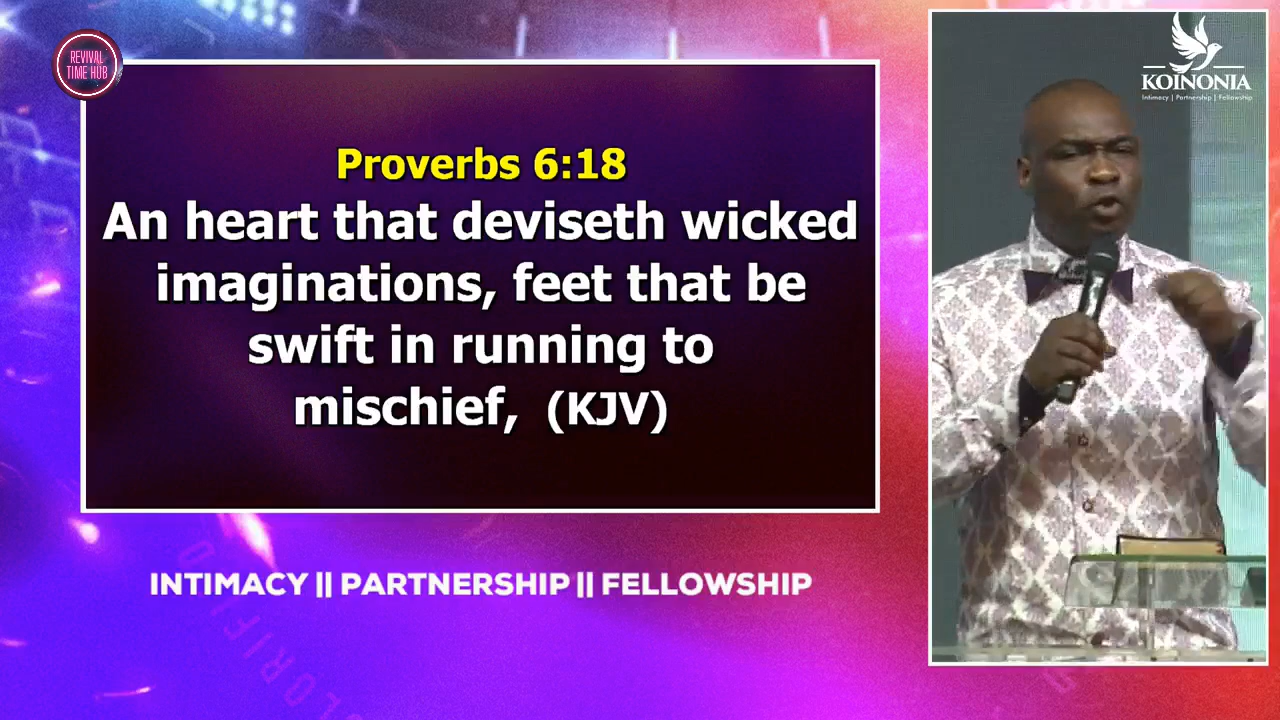 REVIVAL
TIME HUB
Proverbs 6:18
An heart that deviseth wicked
imaginations, feet that be
swift in running to
mischief, (KJV)
INTIMACY || PARTNERSHIP || FELLOWSHIP
KOINONIA
Intimacy | Partnership | Fellowship